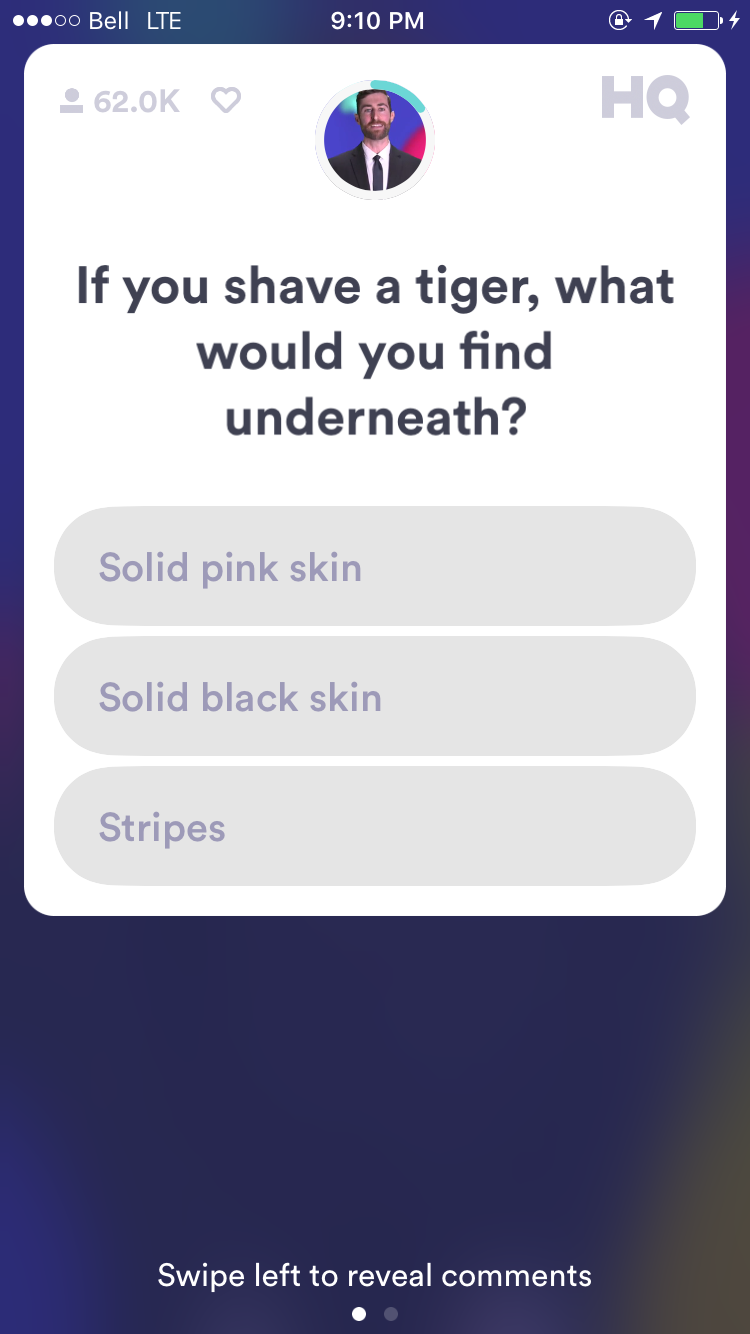 Bell LTE 9:10 PM
62.0K HQ
If you shave a tiger, what
would you find
underneath?
Solid pink skin
Solid black skin
Stripes
Swipe left to reveal comments